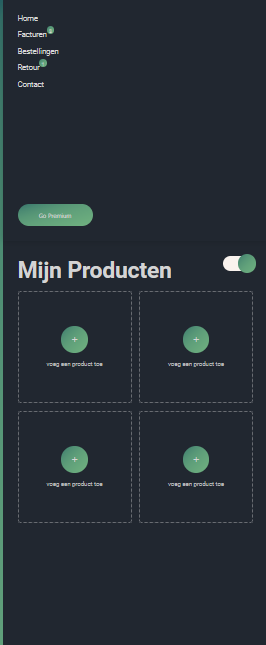 Home
Facturen
Bestellingen
Retour
Contact
Go Premium
Mijn Producten
+ +
voeg een product toe voeg een product toe
+ +
voeg een product toe voeg een product toe